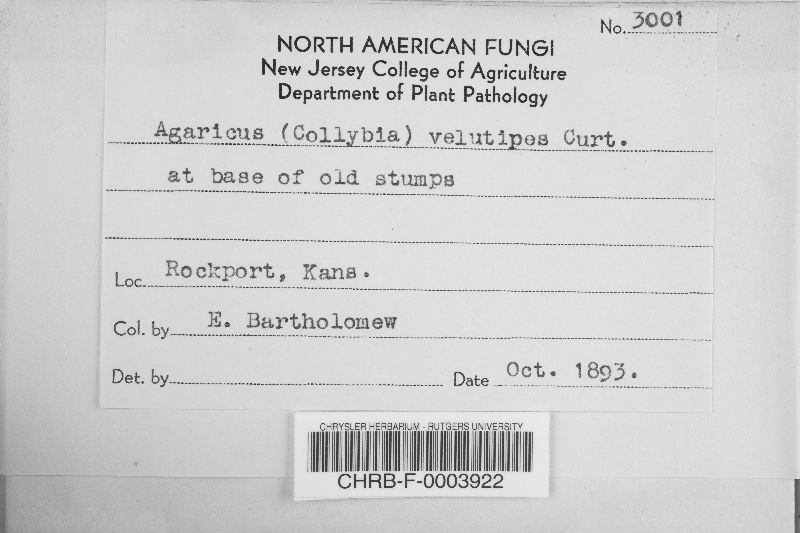 No. 3001
NORTH AMERICAN FUNGI
New Jersey College of Agriculture
Department of Plant Pathology
Agaricus (Collybia) velutipes Curt.
at base of old stumps
Loc. Rockport, Kans.
Col. by E. Bartholomew
Det. by
Date Oct. 1893.
CHRYSLER HERBARIUM - RUTGERS UNIVERSITY
CHRB-F-0003922